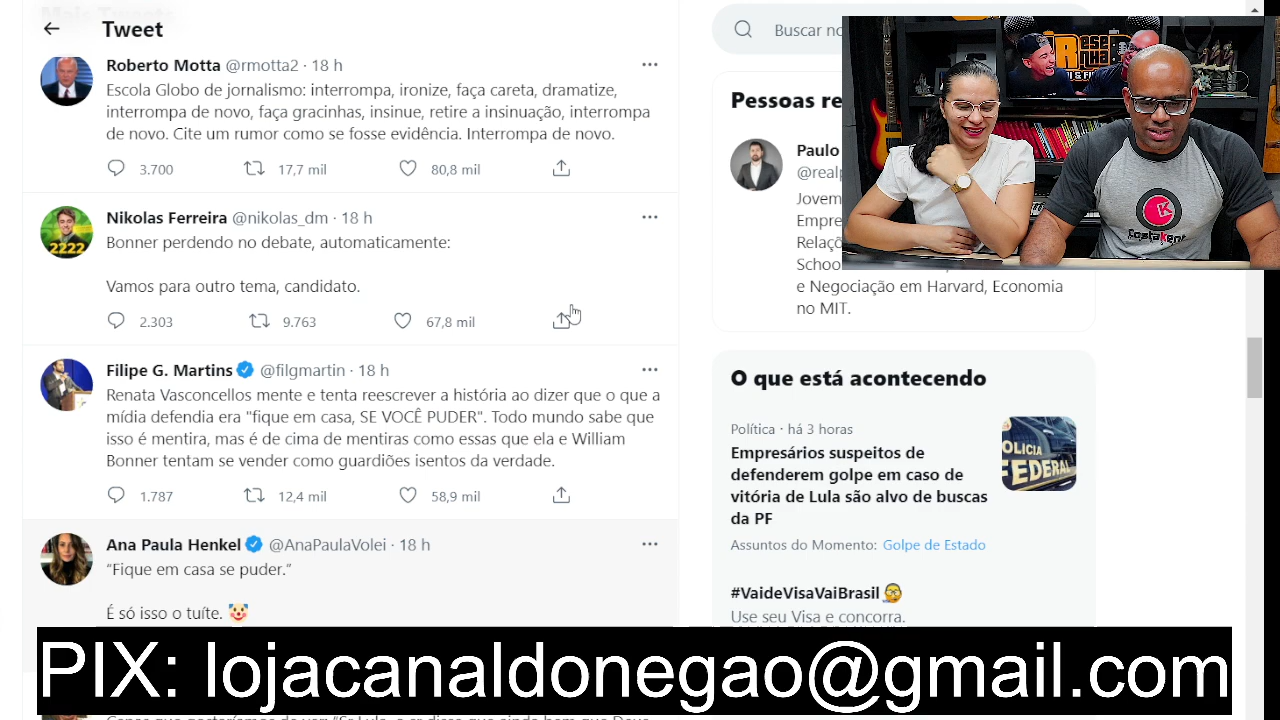 Tweet
Roberto Motta @rmotta2 · 18 h
Escola Globo de jornalismo: interrompa, ironize, faça careta, dramatize,
interrompa de novo, faça gracinhas, insinue, retire a insinuação, interrompa
de novo. Cite um rumor como se fosse evidência. Interrompa de novo.
3.700 17,7 mil 80,8 mil
2222
Nikolas Ferreira @nikolas_dm · 18 h
Bonner perdendo no debate, automaticamente:
Vamos para outro tema, candidato.
2.303 9.763 67,8 mil
Filipe G. Martins @filgmartin · 18 h
Renata Vasconcellos mente e tenta reescrever a história ao dizer que o que a
mídia defendia era "fique em casa, SE VOCÊ PUDER". Todo mundo sabe que
isso é mentira, mas é de cima de mentiras como essas que ela e William
Bonner tentam se vender como guardiões isentos da verdade.
1.787 12,4 mil 58,9 mil
Ana Paula Henkel @AnaPaulaVolei · 18 h
“Fique em casa se puder.”
É só isso o tuíte. 🤡
Buscar no
Pessoas re
Paulo
@realp
Jovem
Empre
Relaçõ
Schoo
e Negociação em Harvard, Economia
no MIT.
O que está acontecendo
Política · há 3 horas
Empresários suspeitos de
defenderem golpe em caso de
vitória de Lula são alvo de buscas
da PF
Assuntos do Momento: Golpe de Estado
OLICIA
FEDERAL
#VaideVisaVaiBrasil
Use seu Visa e concorra.
K
CostaKent
PIX: lojacanaldonegao@gmail.com